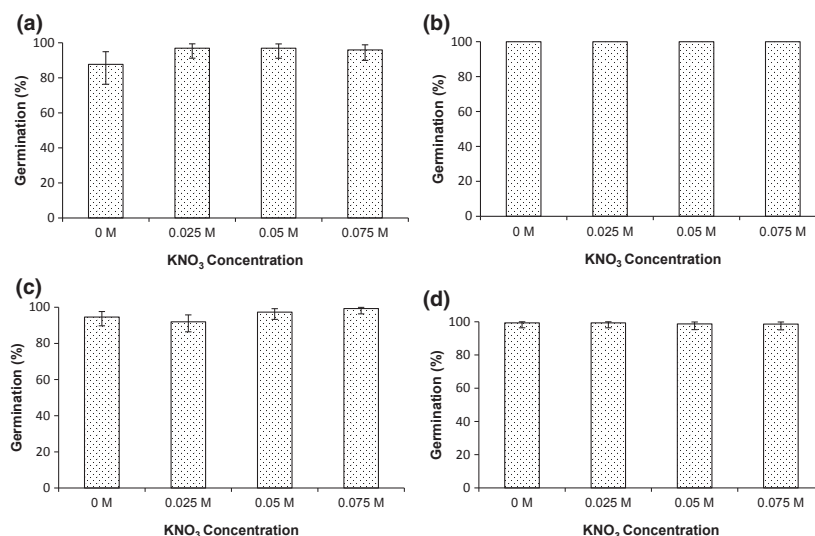 (a)
Germination (%)
100
80
60
40
20
0
0 M 0.025 M 0.05 M 0.075 M
KNO₃ Concentration
(b)
Germination (%)
100
80
60
40
20
0
0 M 0.025 M 0.05 M 0.075 M
KNO₃ Concentration
(c)
Germination (%)
100
80
60
40
20
0
0 M 0.025 M 0.05 M 0.075 M
KNO₃ Concentration
(d)
Germination (%)
100
80
60
40
20
0
0 M 0.025 M 0.05 M 0.075 M
KNO₃ Concentration